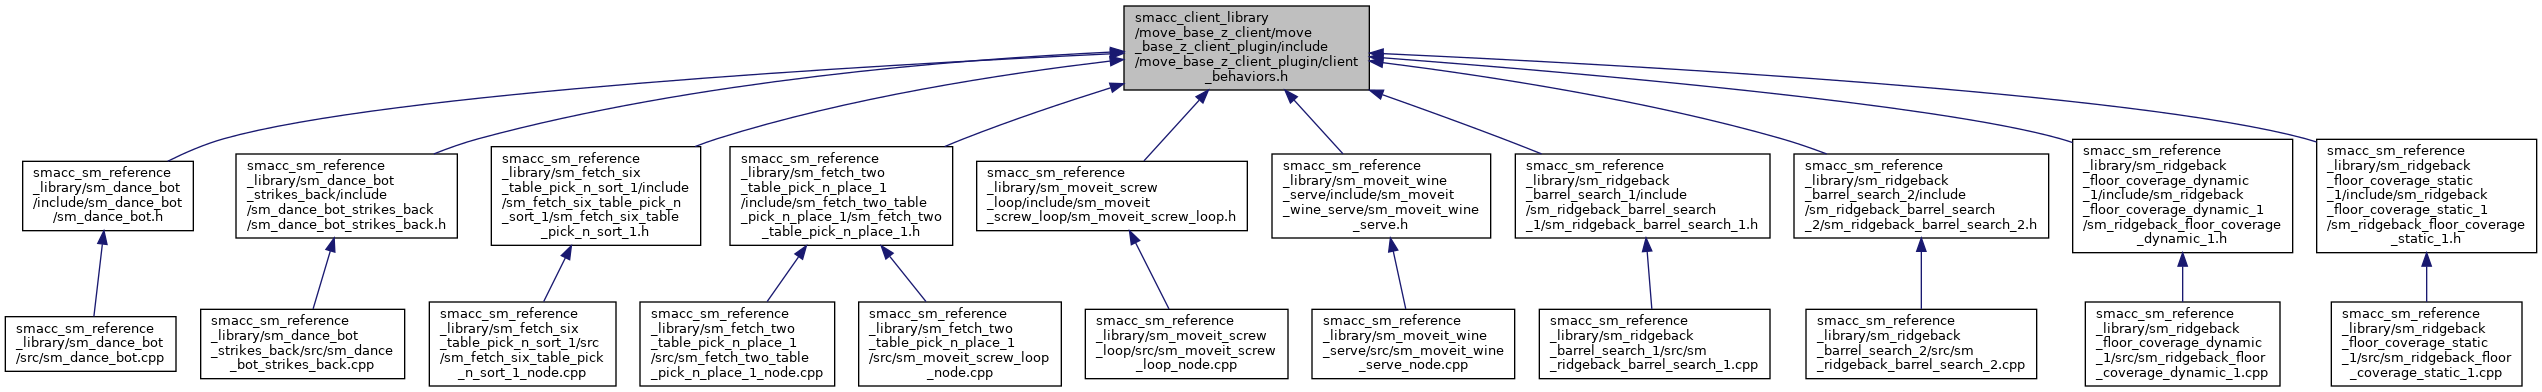 smacc_client_library
/move_base_z_client/move
_base_z_client_plugin/include
/move_base_z_client_plugin/client
_behaviors.h
smacc_sm_reference
_library/sm_dance_bot
/include/sm_dance_bot
/sm_dance_bot.h
smacc_sm_reference
_library/sm_dance_bot
_strikes_back/include
/sm_dance_bot_strikes_back
/sm_dance_bot_strikes_back.h
smacc_sm_reference
_library/sm_fetch_six
_table_pick_n_sort_1/include
/sm_fetch_six_table_pick_n
_sort_1/sm_fetch_six_table
_pick_n_sort_1.h
smacc_sm_reference
_library/sm_fetch_two
_table_pick_n_place_1
/include/sm_fetch_two_table
_pick_n_place_1/sm_fetch_two
_table_pick_n_place_1.h
smacc_sm_reference
_library/sm_moveit_screw
_loop/include/sm_moveit
_screw_loop/sm_moveit_screw_loop.h
smacc_sm_reference
_library/sm_moveit_wine
_serve/include/sm_moveit
_wine_serve/sm_moveit_wine
_serve.h
smacc_sm_reference
_library/sm_ridgeback
_barrel_search_1/include
/sm_ridgeback_barrel_search
_1/sm_ridgeback_barrel_search_1.h
smacc_sm_reference
_library/sm_ridgeback
_barrel_search_2/include
/sm_ridgeback_barrel_search
_2/sm_ridgeback_barrel_search_2.h
smacc_sm_reference
_library/sm_ridgeback
_floor_coverage_dynamic
_1/include/sm_ridgeback
_floor_coverage_dynamic_1
/sm_ridgeback_floor_coverage
_dynamic_1.h
smacc_sm_reference
_library/sm_ridgeback
_floor_coverage_static
_1/include/sm_ridgeback
_floor_coverage_static_1
/sm_ridgeback_floor_coverage
_static_1.h
smacc_sm_reference
_library/sm_dance_bot
/src/sm_dance_bot.cpp
smacc_sm_reference
_library/sm_dance_bot
_strikes_back/src/sm_dance
_bot_strikes_back.cpp
smacc_sm_reference
_library/sm_fetch_six
_table_pick_n_sort_1/src
/sm_fetch_six_table_pick
_n_sort_1_node.cpp
smacc_sm_reference
_library/sm_fetch_two
_table_pick_n_place_1
/src/sm_fetch_two_table
_pick_n_place_1_node.cpp
smacc_sm_reference
_library/sm_fetch_two
_table_pick_n_place_1
/src/sm_moveit_screw_loop
_node.cpp
smacc_sm_reference
_library/sm_moveit_screw
_loop/src/sm_moveit_screw
_loop_node.cpp
smacc_sm_reference
_library/sm_moveit_wine
_serve/src/sm_moveit_wine
_serve_node.cpp
smacc_sm_reference
_library/sm_ridgeback
_barrel_search_1/src/sm
_ridgeback_barrel_search_1.cpp
smacc_sm_reference
_library/sm_ridgeback
_barrel_search_2/src/sm
_ridgeback_barrel_search_2.cpp
smacc_sm_reference
_library/sm_ridgeback
_floor_coverage_dynamic
_1/src/sm_ridgeback_floor
_coverage_dynamic_1.cpp
smacc_sm_reference
_library/sm_ridgeback
_floor_coverage_static
_1/src/sm_ridgeback_floor
_coverage_static_1.cpp